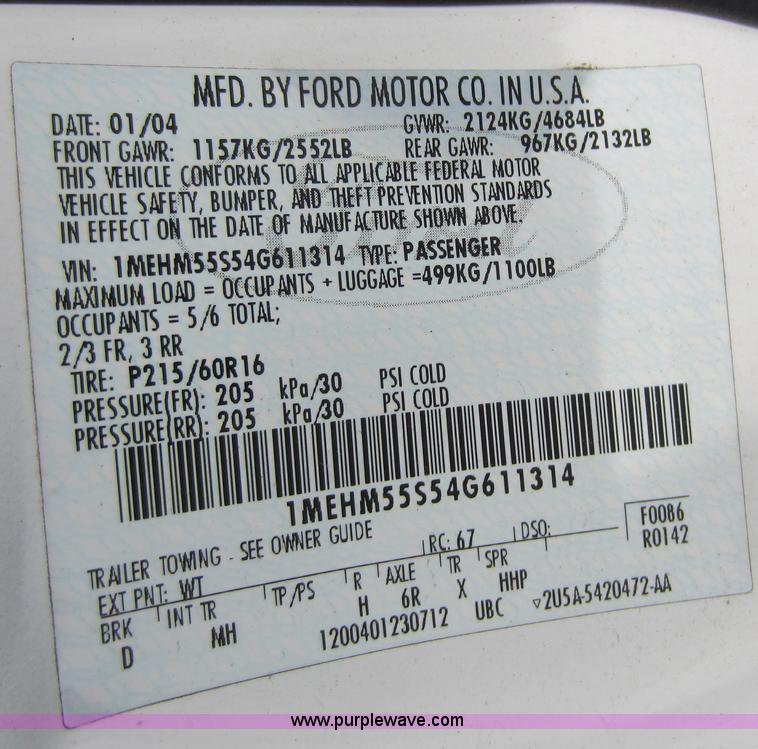 MFD. BY FORD MOTOR CO. IN U.S.A.
DATE: 01/04 GVWR: 2124KG/4684LB
FRONT GAWR: 1157KG/2552LB REAR GAWR: 967KG/2132LB
THIS VEHICLE CONFORMS TO ALL APPLICABLE FEDERAL MOTOR
VEHICLE SAFETY, BUMPER, AND THEFT PREVENTION STANDARDS
IN EFFECT ON THE DATE OF MANUFACTURE SHOWN ABOVE.
VIN: 1MEHM55S54G611314 TYPE: PASSENGER
MAXIMUM LOAD = OCCUPANTS + LUGGAGE =499KG/1100LB
OCCUPANTS = 5/6 TOTAL;
2/3 FR, 3 RR
TIRE: P215/60R16
PRESSURE(FR): 205 kPa/30 PSI COLD
PRESSURE(RR): 205 kPa/30 PSI COLD
1MEHM55S54G611314
TRAILER TOWING - SEE OWNER GUIDE
EXT PNT: WT RC: 67 DSO: F0086
R0142
BRK INT TR TP/PS R AXLE TR SPR
D MH H 6R X HHP
1200401230712 UBC ▽2U5A-5420472-AA
www.purplewave.com